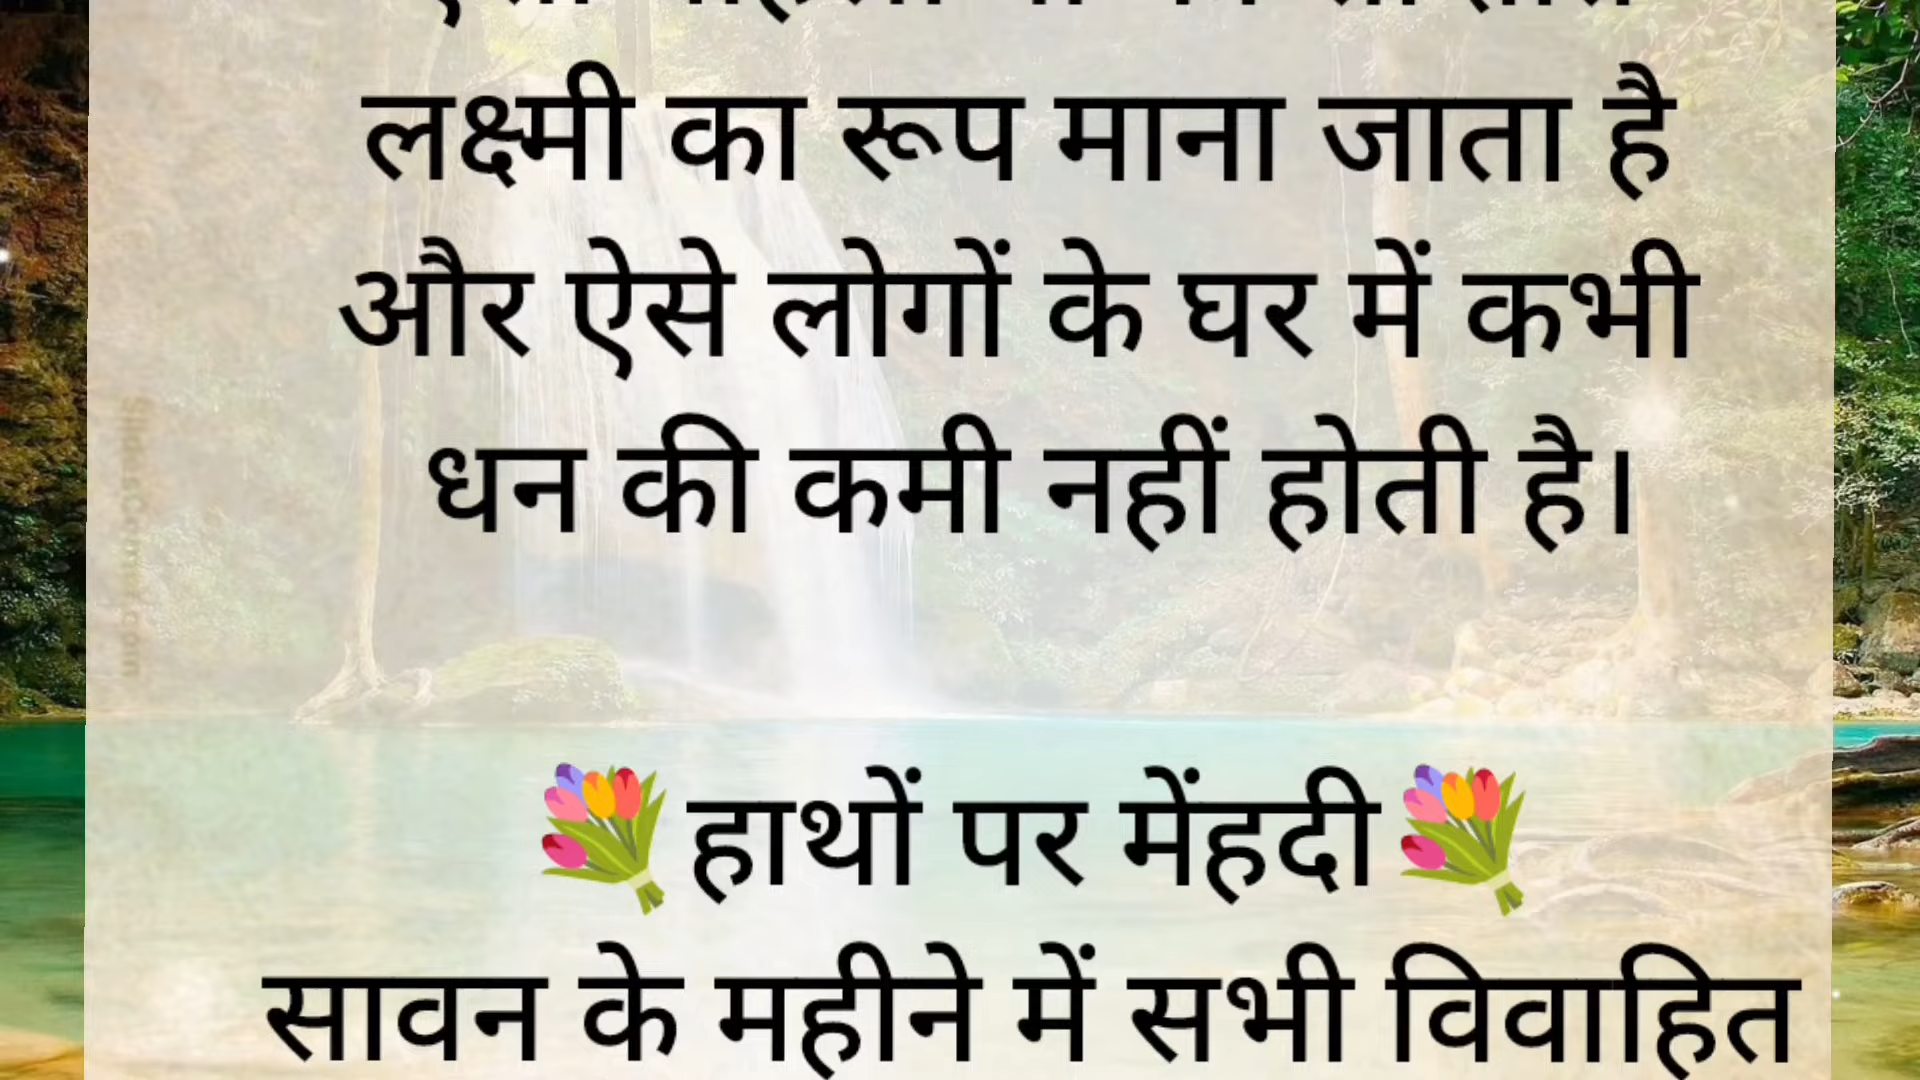 लक्ष्मी का रूप माना जाता है
और ऐसे लोगों के घर में कभी
धन की कमी नहीं होती है।
हाथों पर मेंहदी
सावन के महीने में सभी विवाहित